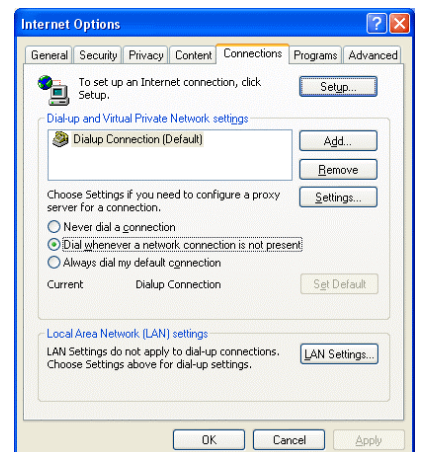 Internet Options
General Security Privacy Content Connections Programs Advanced
To set up an Internet connection, click
Setup.
Setup...
Dial-up and Virtual Private Network settings
Dialup Connection (Default)
Add...
Remove
Choose Settings if you need to configure a proxy
server for a connection.
Settings...
Never dial a connection
Dial whenever a network connection is not present
Always dial my default connection
Current Dialup Connection
Set Default
Local Area Network (LAN) settings
LAN Settings do not apply to dial-up connections.
Choose Settings above for dial-up settings.
LAN Settings...
OK Cancel Apply